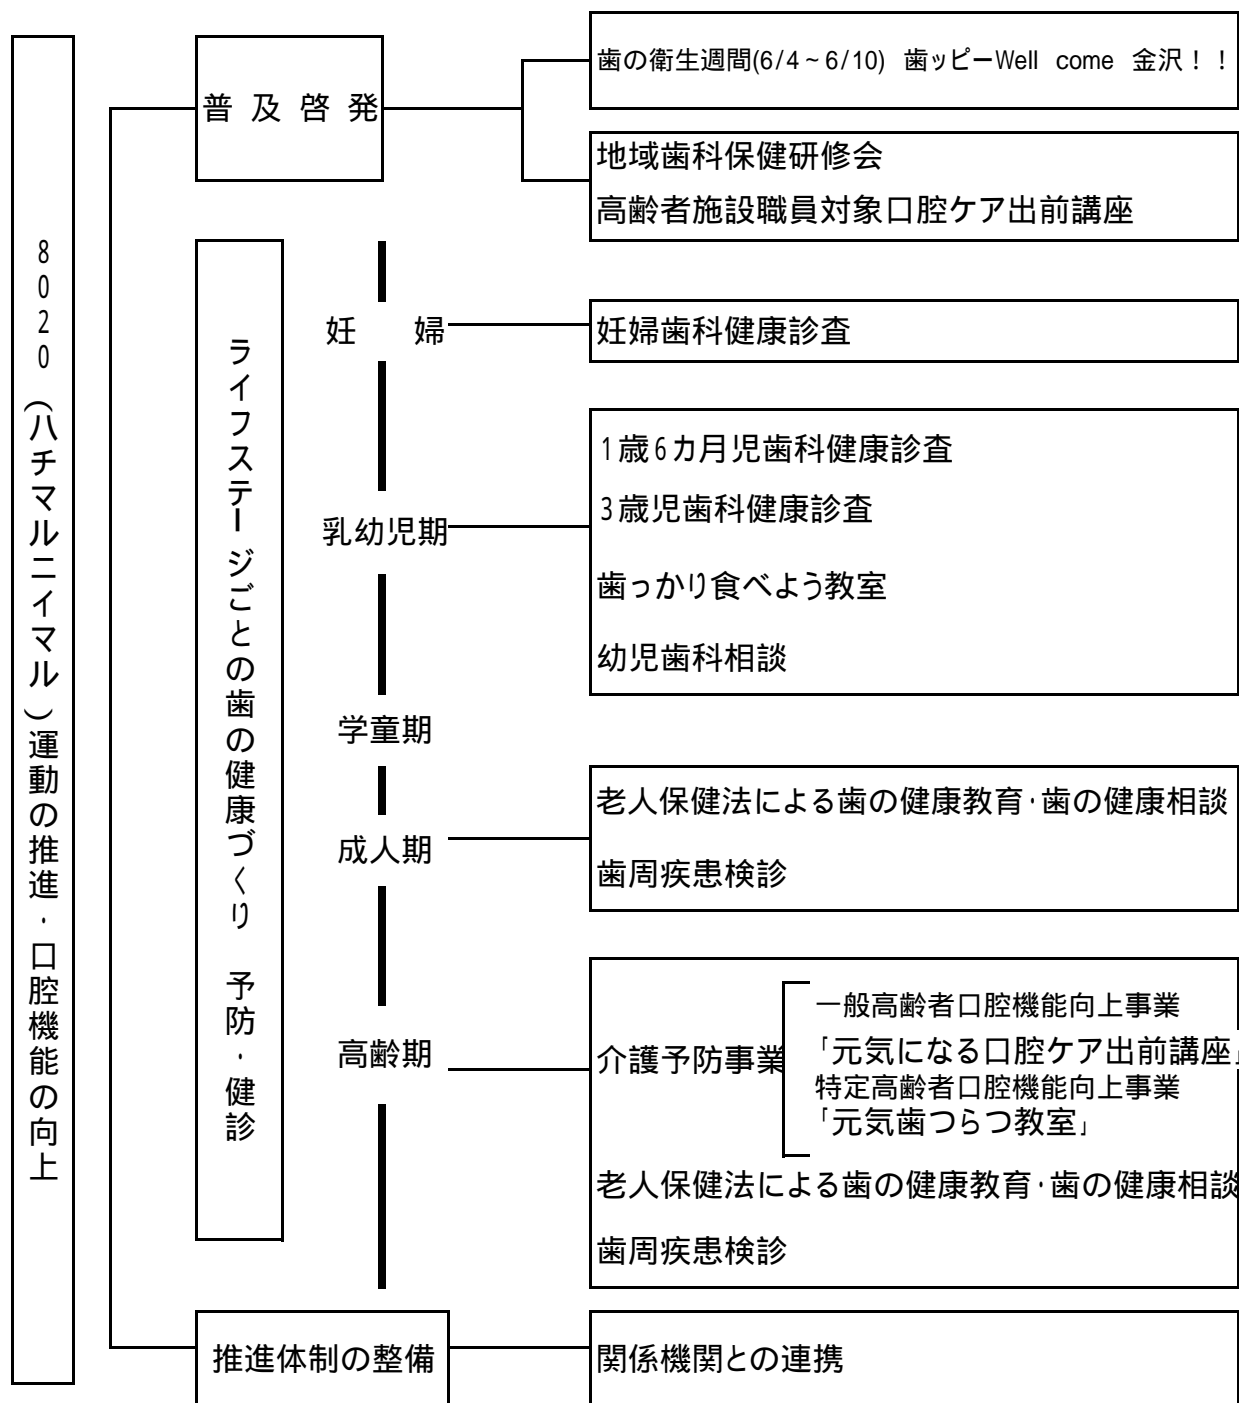 8020(ハチマルニイマル)運動の推進・口腔機能の向上
普及啓発
歯の衛生週間(6/4~6/10) 歯ッピーWell come 金沢!!
地域歯科保健研修会
高齢者施設職員対象口腔ケア出前講座
ライフステージごとの歯の健康づくり 予防・健診
妊 婦
妊婦歯科健康診査
乳幼児期
1歳6カ月児歯科健康診査
3歳児歯科健康診査
歯っかり食べよう教室
幼児歯科相談
学童期
成人期
老人保健法による歯の健康教育・歯の健康相談
歯周疾患検診
高齢期
介護予防事業
一般高齢者口腔機能向上事業
「元気になる口腔ケア出前講座」
特定高齢者口腔機能向上事業
「元気歯つらつ教室」
老人保健法による歯の健康教育・歯の健康相談
歯周疾患検診
推進体制の整備
関係機関との連携